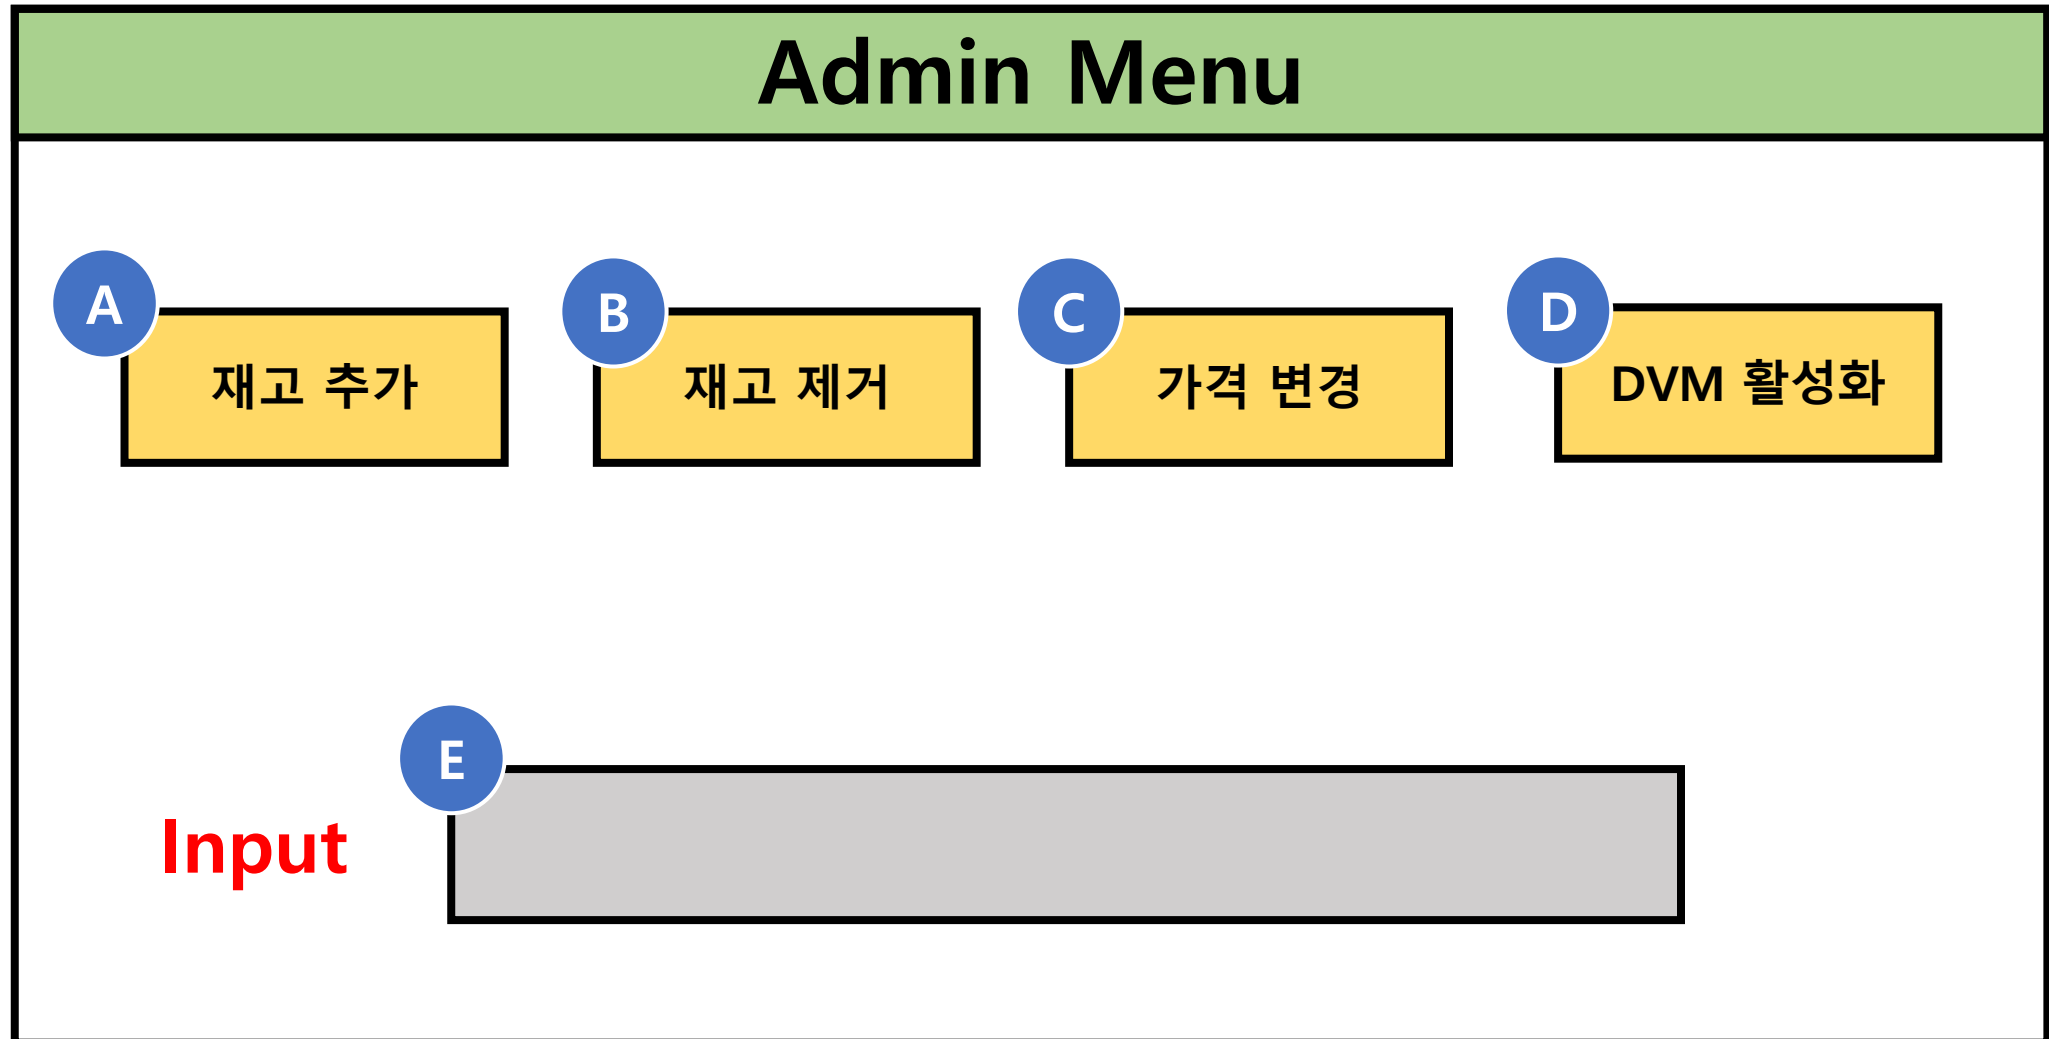 Admin Menu
A
B
C
D
재고 추가
재고 제거
가격 변경
DVM 활성화
E
Input